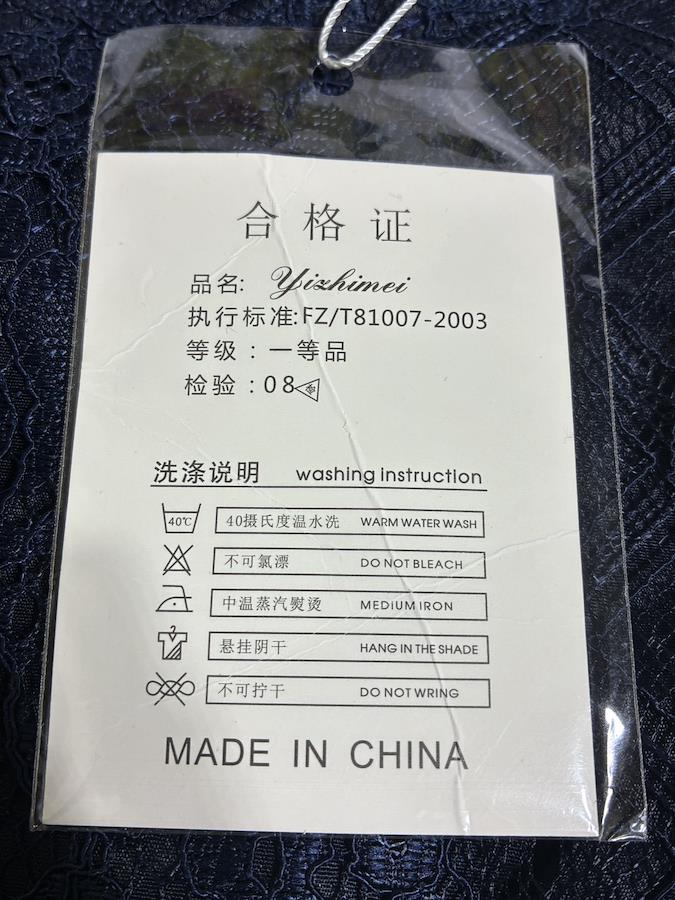 合格证
品名: Yizhimei
执行标准:FZ/T81007-2003
等级：一等品
检验：08
洗涤说明 washing instruction
40℃ 40摄氏度温水洗 WARM WATER WASH
不可氯漂 DO NOT BLEACH
中温蒸汽熨烫 MEDiUM IRON
悬挂阴干 HANG IN THE SHADE
不可拧干 DO NOT WRING
MADE IN CHINA